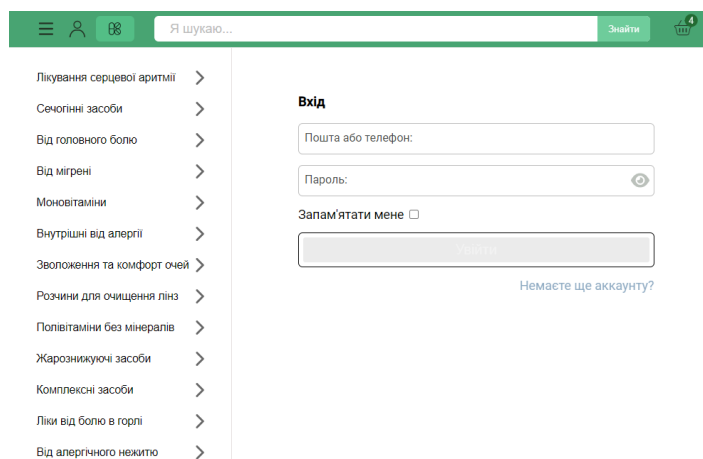 Я шукаю...
Знайти
4
Лікування серцевої аритмії
Сечогінні засоби
Від головного болю
Від мігрені
Моновітаміни
Внутрішні від алергії
Зволоження та комфорт очей
Розчини для очищення лінз
Полівітаміни без мінералів
Жарознижуючі засоби
Комплексні засоби
Ліки від болю в горлі
Від алергічного нежитю
Вхід
Пошта або телефон:
Пароль:
Запам'ятати мене
Увійти
Немаєте ще аккаунту?